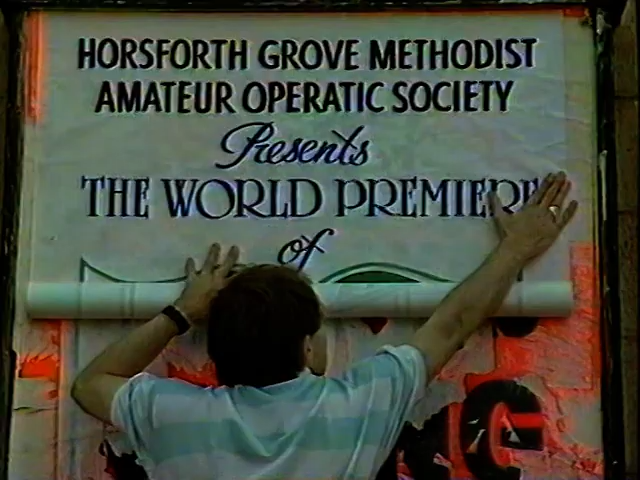 HORSFORTH GROVE METHODIST
AMATEUR OPERATIC SOCIETY
Presents
THE WORLD PREMIERE
of